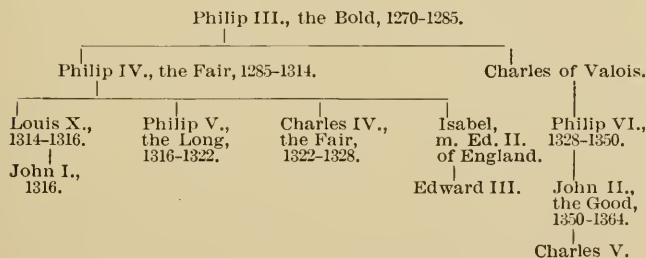 Philip III., the Bold, 1270-1285.
Philip IV., the Fair, 1285-1314.
Charles of Valois.
Louis X.,
1314-1316.
John I.,
1316.
Philip V.,
the Long,
1316-1322.
Charles IV.,
the Fair,
1322-1328.
Isabel,
m. Ed. II.
of England.
Edward III.
Philip VI.,
1328-1350.
John II.,
the Good,
1350-1364.
Charles V.